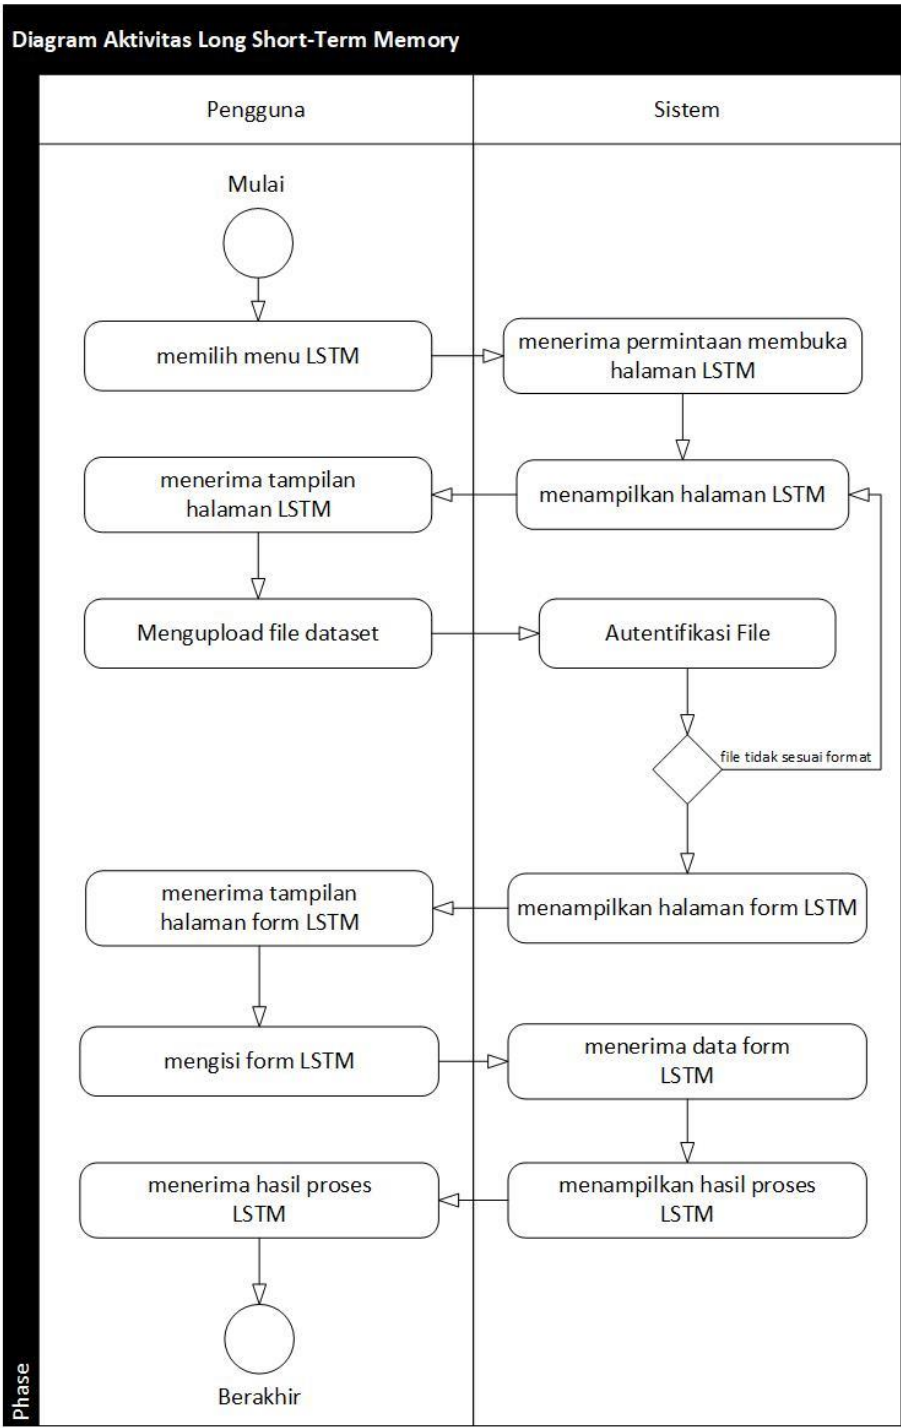 Diagram Aktivitas Long Short-Term Memory
Pengguna
Sistem
Mulai
memilih menu LSTM
menerima permintaan membuka
halaman LSTM
menerima tampilan
halaman LSTM
menampilkan halaman LSTM
Mengupload file dataset
Autentifikasi File
file tidak sesuai format
menerima tampilan
halaman form LSTM
menampilkan halaman form LSTM
mengisi form LSTM
menerima data form
LSTM
menerima hasil proses
LSTM
menampilkan hasil proses
LSTM
Berakhir
Phase